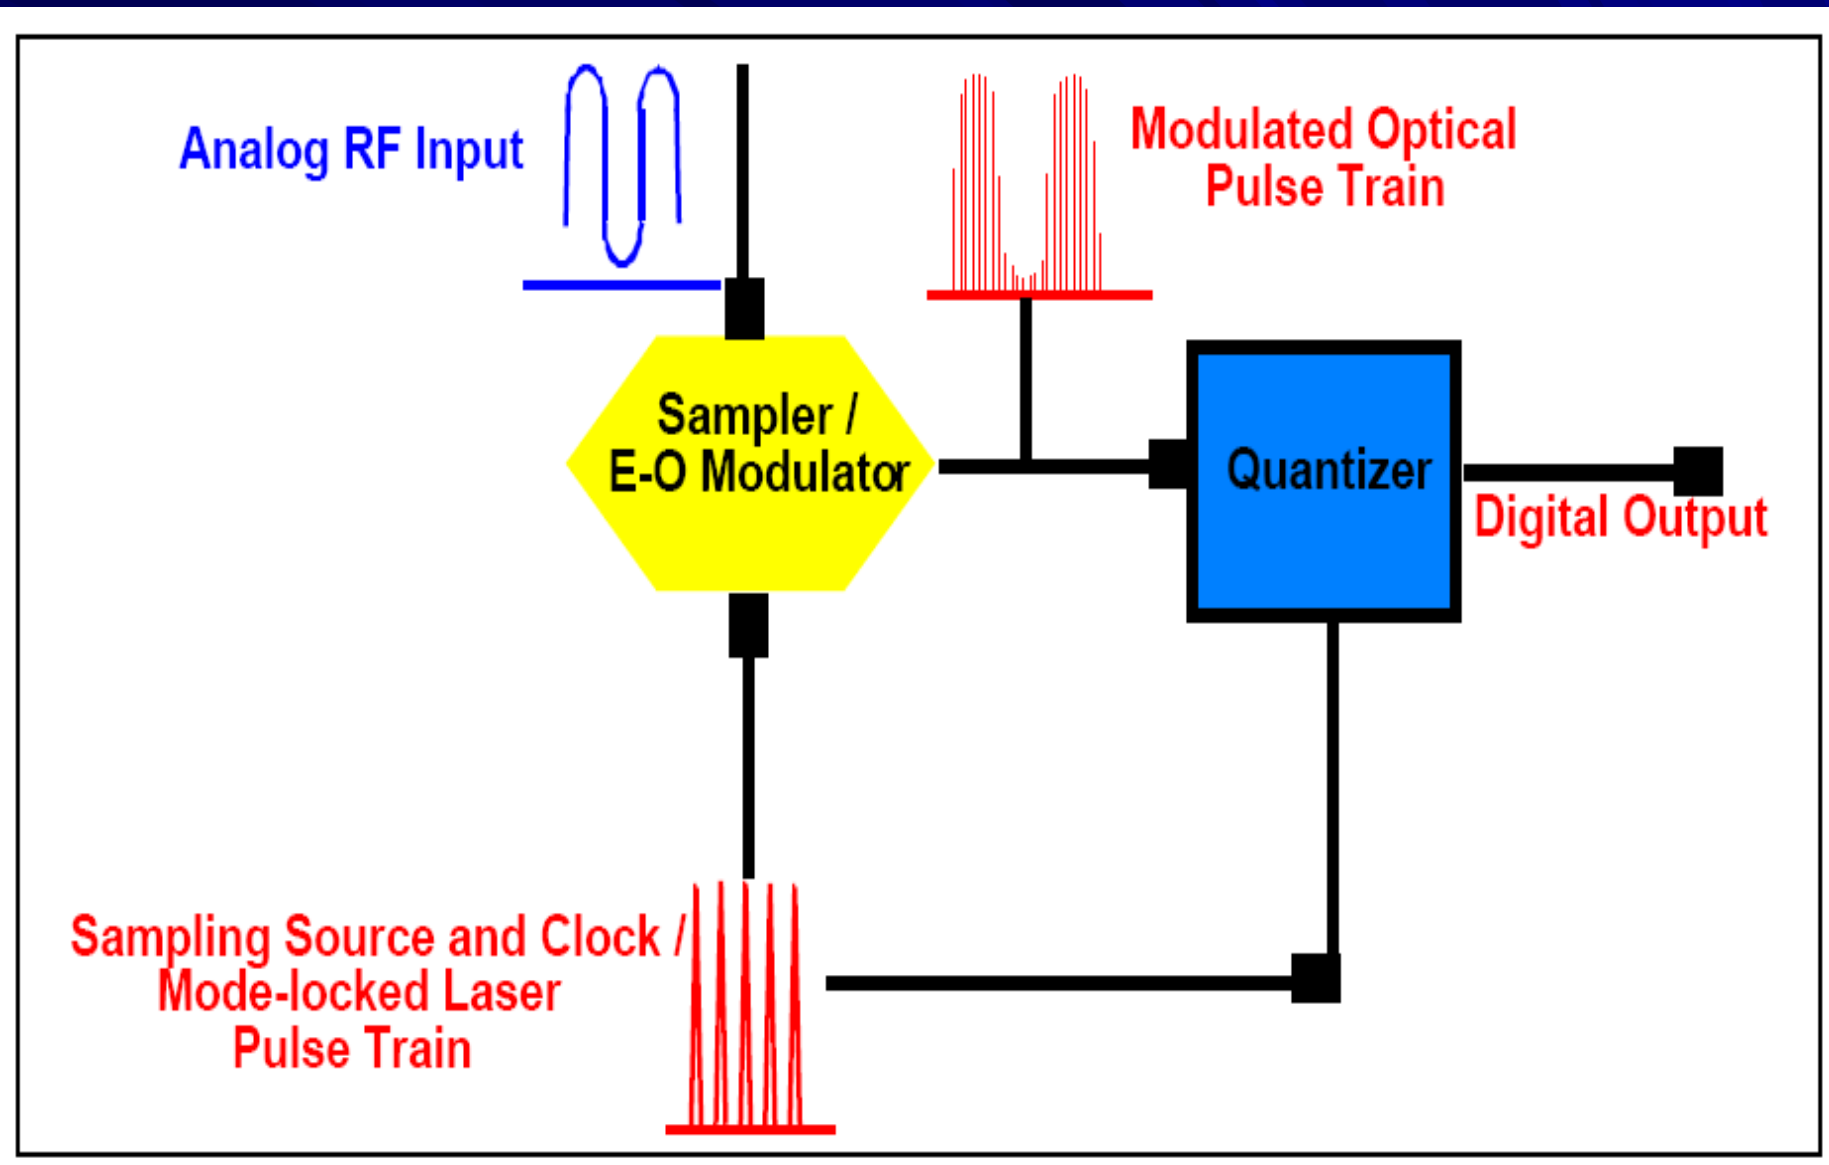 Analog RF Input
Modulated Optical
Pulse Train
Sampler /
E-O Modulator
Quantizer
Digital Output
Sampling Source and Clock /
Mode-locked Laser
Pulse Train